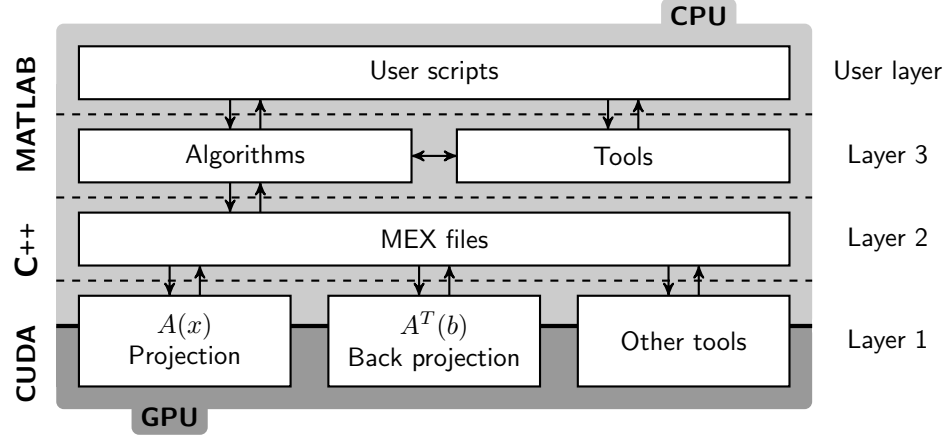 CPU
MATLAB
User scripts
User layer
Algorithms
Tools
Layer 3
C++
MEX files
Layer 2
CUDA
A(x)
Projection
A^T(b)
Back projection
Other tools
Layer 1
GPU